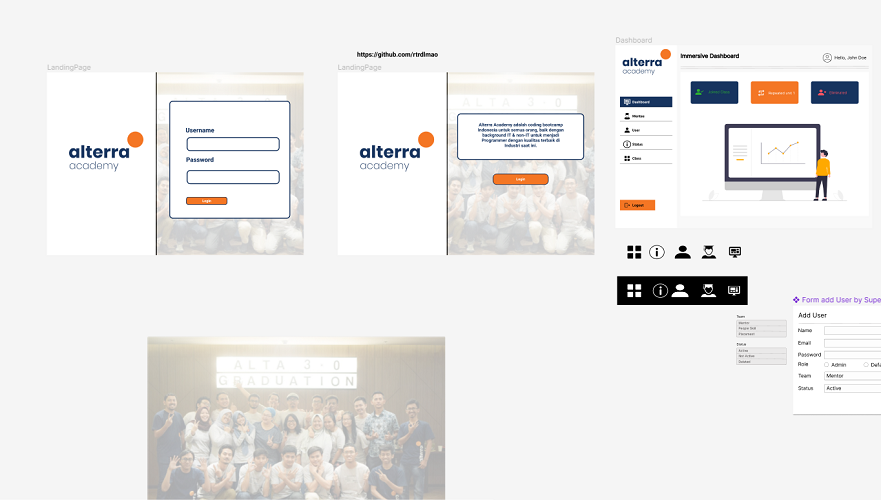 https://github.com/rtrdlmao
LandingPage
Username
Password
Login
alterra
academy
LandingPage
ALTA 3-0
Alterra Academy adalah coding bootcamp
Indonesia untuk semua orang, baik dengan
background IT & non-IT untuk menjadi
Programmer dengan kualitas terbaik di
industri saat ini.
Login
alterra
academy
Dashboard
alterra
academy
Immersive Dashboard
Hello, John Doe
Dashboard
Mentee
User
Status
Class
Logout
Team
Mentor
People Skill
Placement
Status
Active
Not Active
Deleted
Form add User by Supe
Add User
Name
Email
Password
Role
Admin
Defa
Team
Mentor
Status
Active
ALTA 3-0
GRADUATION